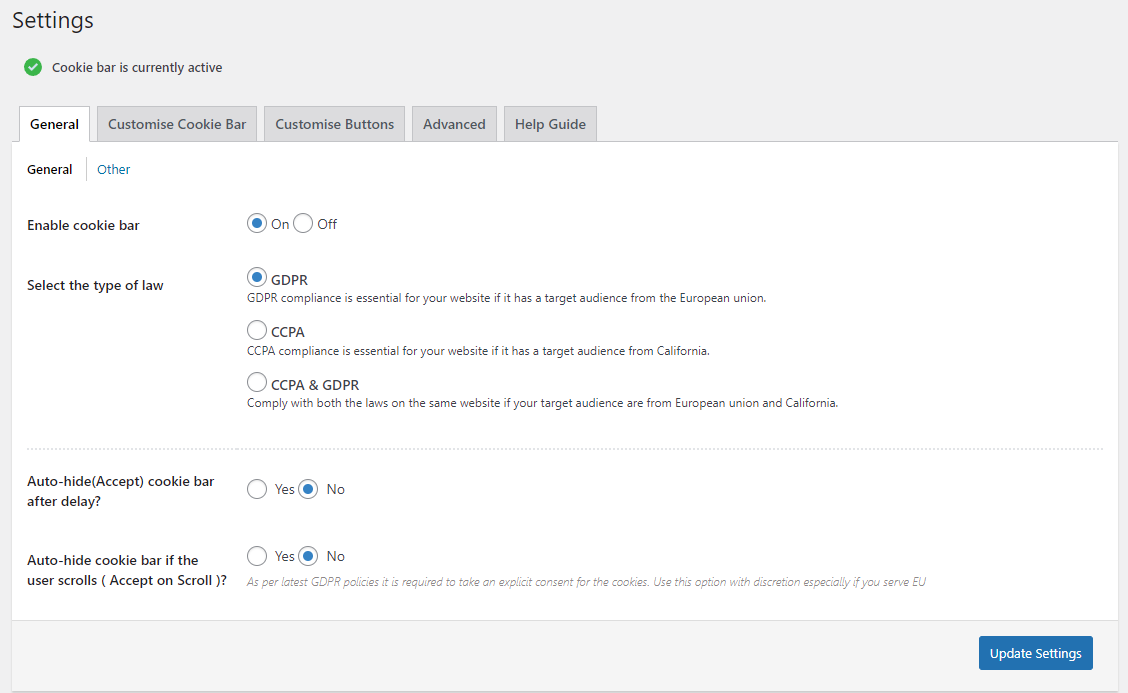 Settings
Cookie bar is currently active
General Customise Cookie Bar Customise Buttons Advanced Help Guide
General Other
Enable cookie bar On Off
Select the type of law GDPR
GDPR compliance is essential for your website if it has a target audience from the European union.
CCPA
CCPA compliance is essential for your website if it has a target audience from California.
CCPA & GDPR
Comply with both the laws on the same website if your target audience are from European union and California.
Auto-hide(Accept) cookie bar
after delay? Yes No
Auto-hide cookie bar if the Yes No
user scrolls ( Accept on Scroll )? As per latest GDPR policies it is required to take an explicit consent for the cookies. Use this option with discretion especially if you serve EU
Update Settings